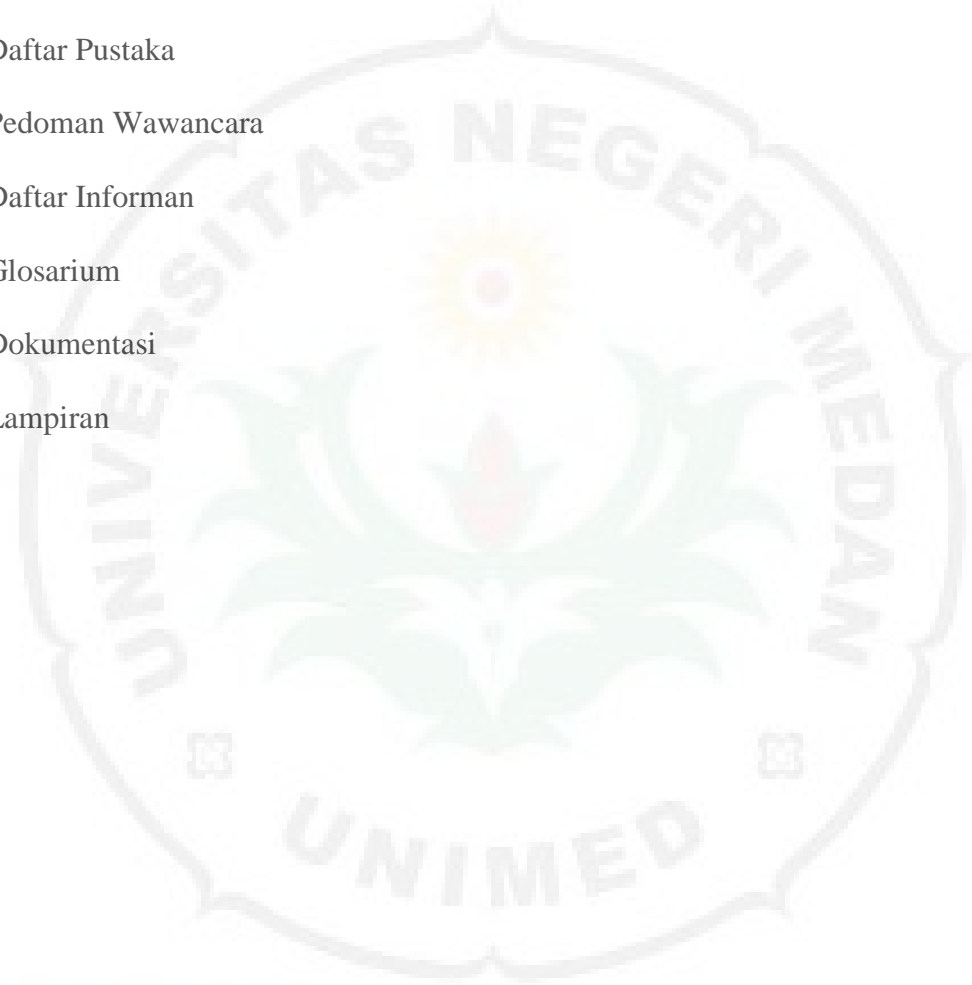 Daftar Pustaka
Pedoman Wawancara
Daftar Informan
Glosarium
Dokumentasi
Lampiran
UNIVERSITAS NEGERI MEDAN
UNIMED